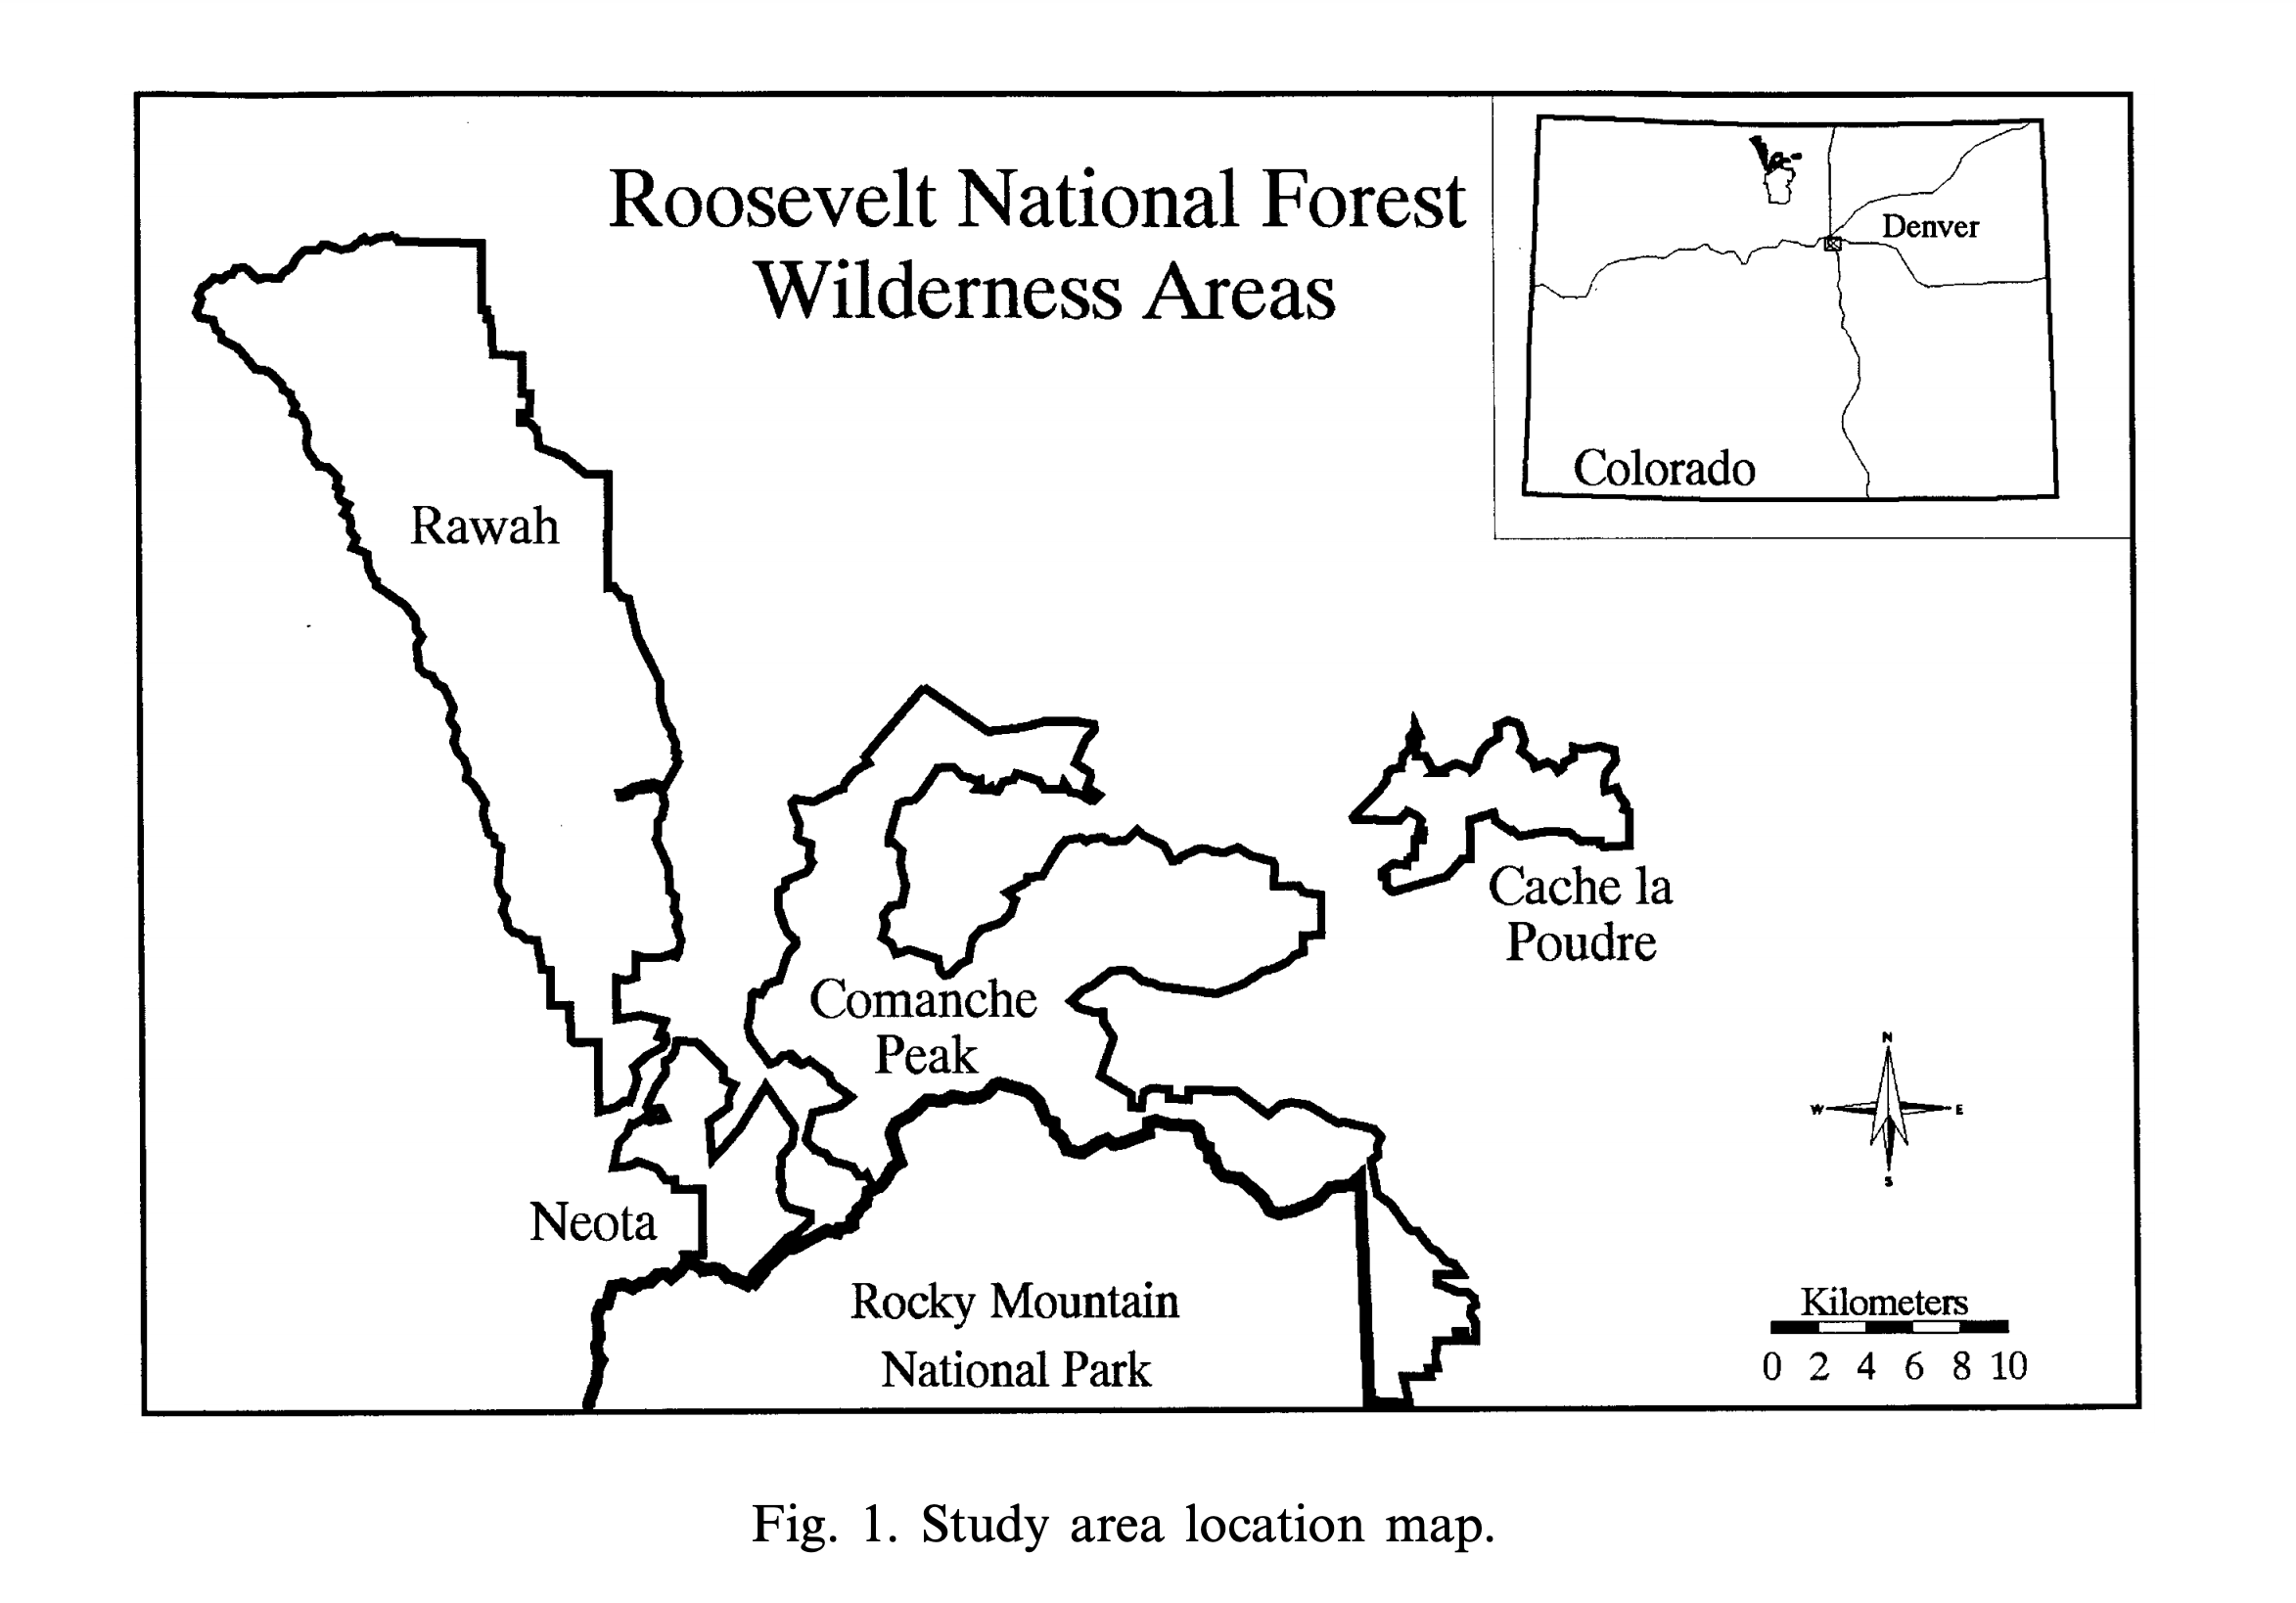 Roosevelt National Forest
Wilderness Areas
Denver
Colorado
Rawah
Cache la
Poudre
Comanche
Peak
N
W E
S
Neota
Rocky Mountain
National Park
Kilometers
0 2 4 6 8 10
Fig. 1. Study area location map.